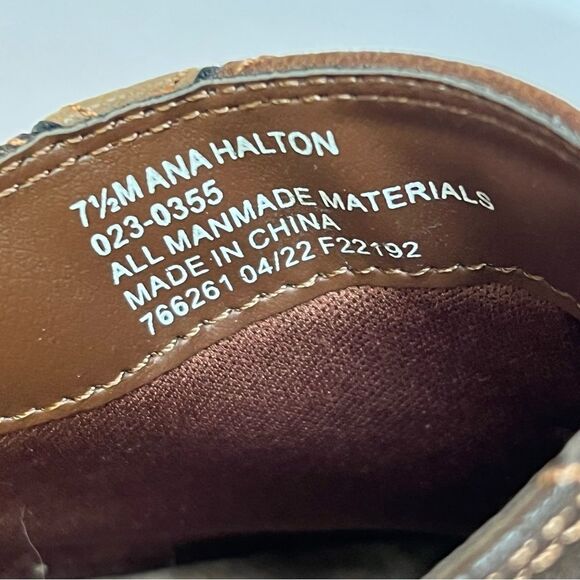 7½M ANA HALTON
023-0355
ALL MANMADE MATERIALS
MADE IN CHINA
766261 04/22 F22192